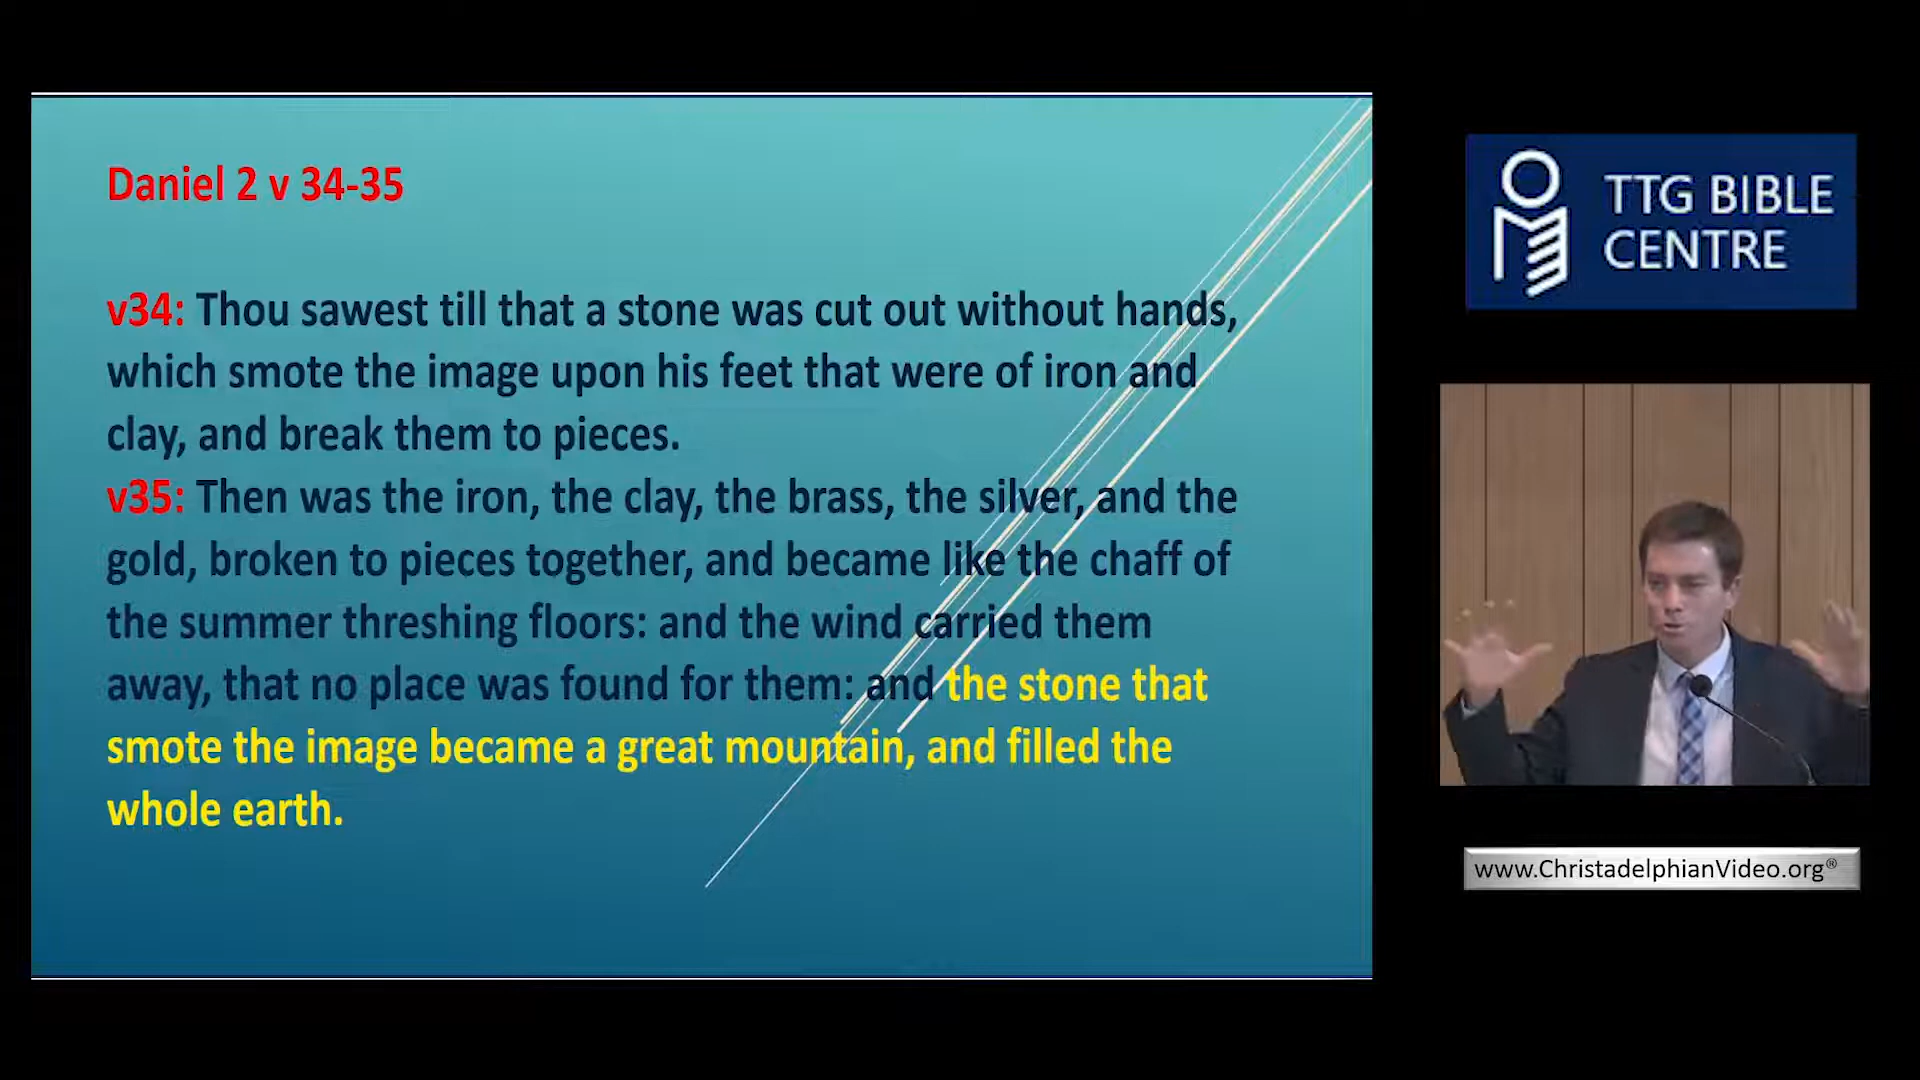 Daniel 2 v 34-35
v34: Thou sawest till that a stone was cut out without hands,
which smote the image upon his feet that were of iron and
clay, and break them to pieces.
v35: Then was the iron, the clay, the brass, the silver, and the
gold, broken to pieces together, and became like the chaff of
the summer threshing floors: and the wind carried them
away, that no place was found for them: and the stone that
smote the image became a great mountain, and filled the
whole earth.
TTG BIBLE
CENTRE
www.ChristadelphianVideo.org®